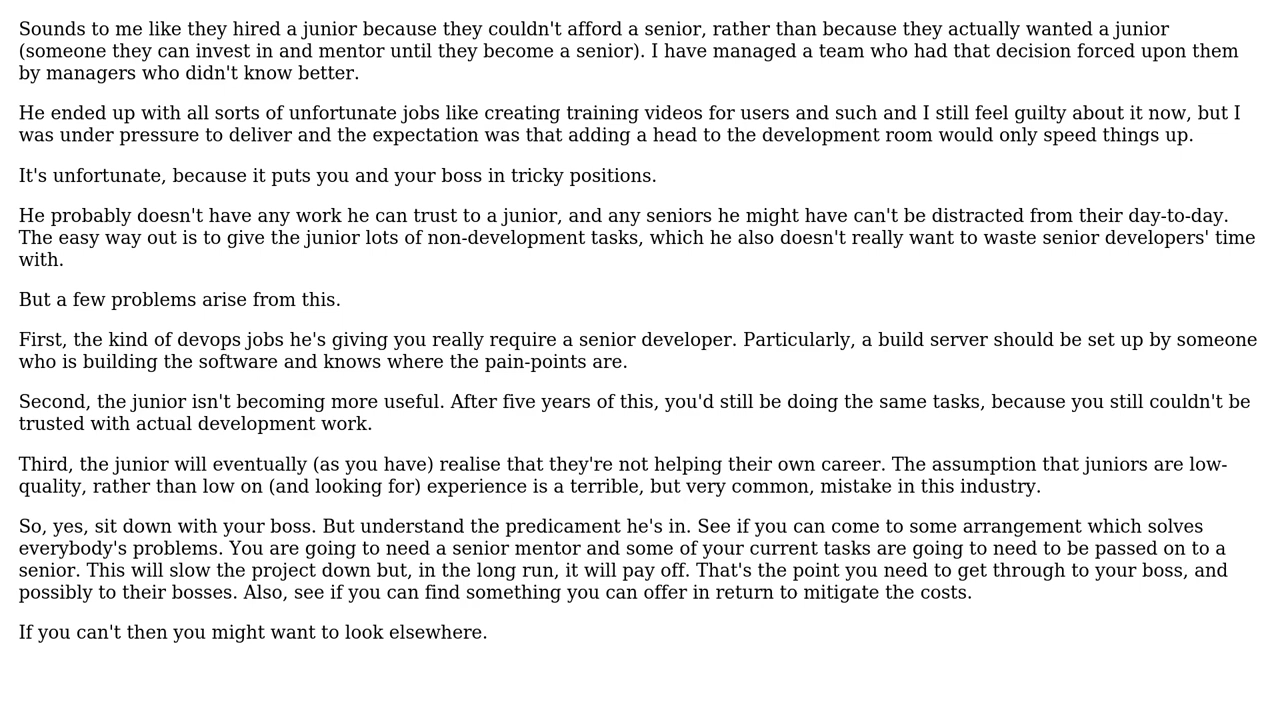 Sounds to me like they hired a junior because they couldn't afford a senior, rather than because they actually wanted a junior
(someone they can invest in and mentor until they become a senior). I have managed a team who had that decision forced upon them
by managers who didn't know better.
He ended up with all sorts of unfortunate jobs like creating training videos for users and such and I still feel guilty about it now, but I
was under pressure to deliver and the expectation was that adding a head to the development room would only speed things up.
It's unfortunate, because it puts you and your boss in tricky positions.
He probably doesn't have any work he can trust to a junior, and any seniors he might have can't be distracted from their day-to-day.
The easy way out is to give the junior lots of non-development tasks, which he also doesn't really want to waste senior developers' time
with.
But a few problems arise from this.
First, the kind of devops jobs he's giving you really require a senior developer. Particularly, a build server should be set up by someone
who is building the software and knows where the pain-points are.
Second, the junior isn't becoming more useful. After five years of this, you'd still be doing the same tasks, because you still couldn't be
trusted with actual development work.
Third, the junior will eventually (as you have) realise that they're not helping their own career. The assumption that juniors are low-
quality, rather than low on (and looking for) experience is a terrible, but very common, mistake in this industry.
So, yes, sit down with your boss. But understand the predicament he's in. See if you can come to some arrangement which solves
everybody's problems. You are going to need a senior mentor and some of your current tasks are going to need to be passed on to a
senior. This will slow the project down but, in the long run, it will pay off. That's the point you need to get through to your boss, and
possibly to their bosses. Also, see if you can find something you can offer in return to mitigate the costs.
If you can't then you might want to look elsewhere.